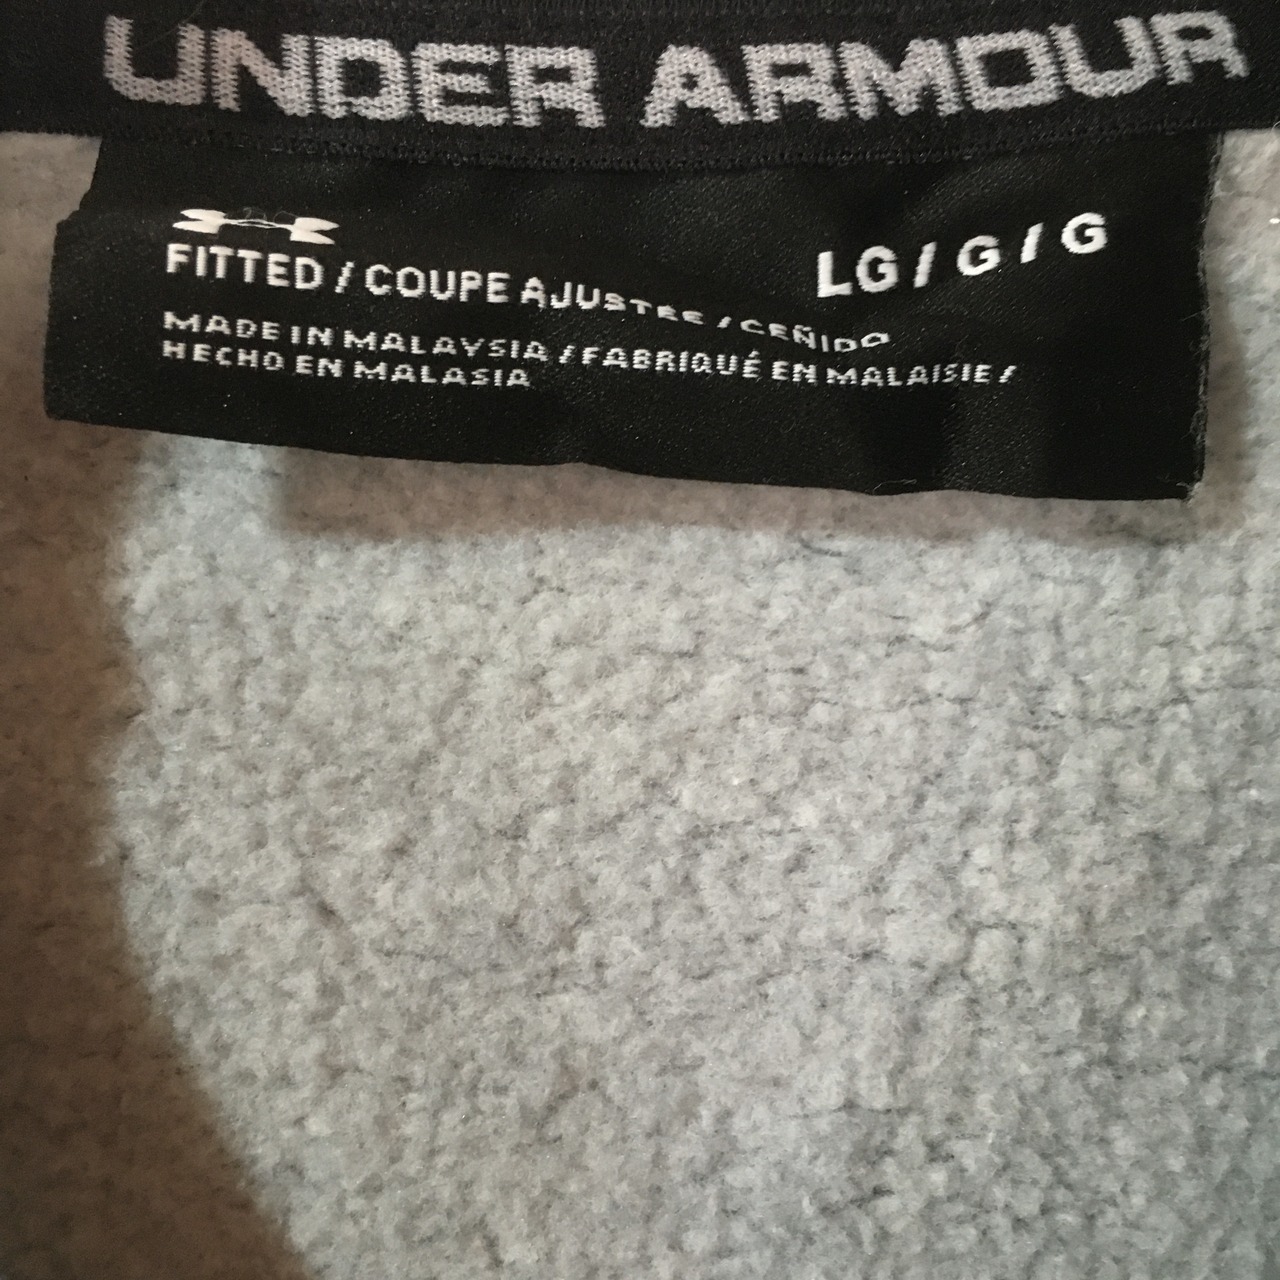 UNDER ARMOUR
LG / G / G
FITTED / COUPE AJUSTÉE / CEÑIDO
MADE IN MALAYSIA / FABRIQUÉ EN MALAISIE /
HECHO EN MALASIA